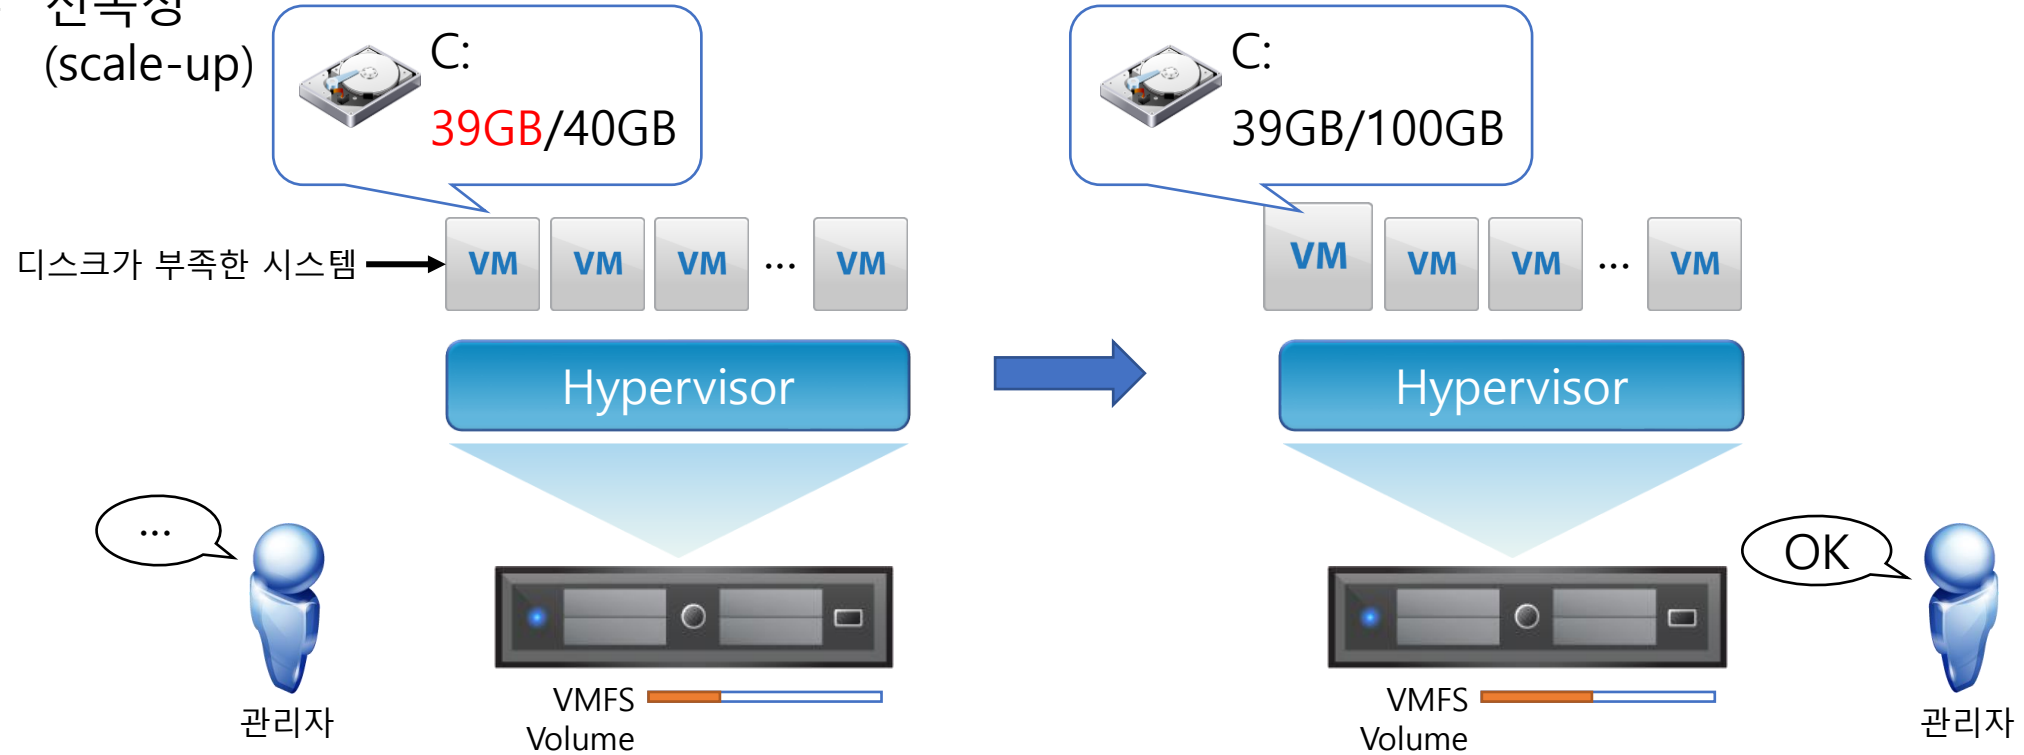 (scale-up)
C:
39GB/40GB
C:
39GB/100GB
디스크가 부족한 시스템
VM VM VM ... VM
VM VM VM ... VM
Hypervisor
Hypervisor
...
OK
관리자
VMFS
Volume
VMFS
Volume
관리자